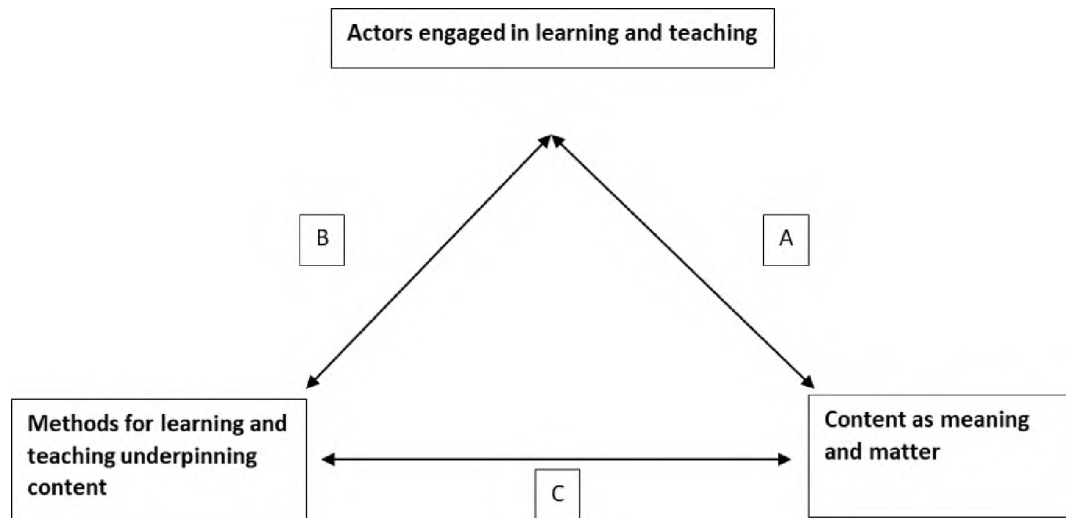 Actors engaged in learning and teaching
B
A
Methods for learning and
teaching underpinning
content
Content as meaning
and matter
C